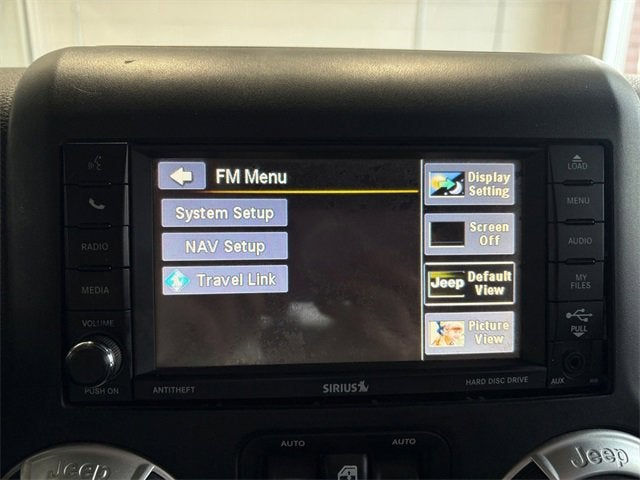 FM Menu
System Setup
NAV Setup
Travel Link
Display
Setting
Screen
Off
Jeep
Default
View
Picture
View
RADIO
MEDIA
VOLUME
PUSH ON
LOAD
MENU
AUDIO
MY
FILES
PULL
AUX
ANTITHEFT
SIRIUS
HARD DISC DRIVE
AUTO
AUTO
Jeep
Jeep